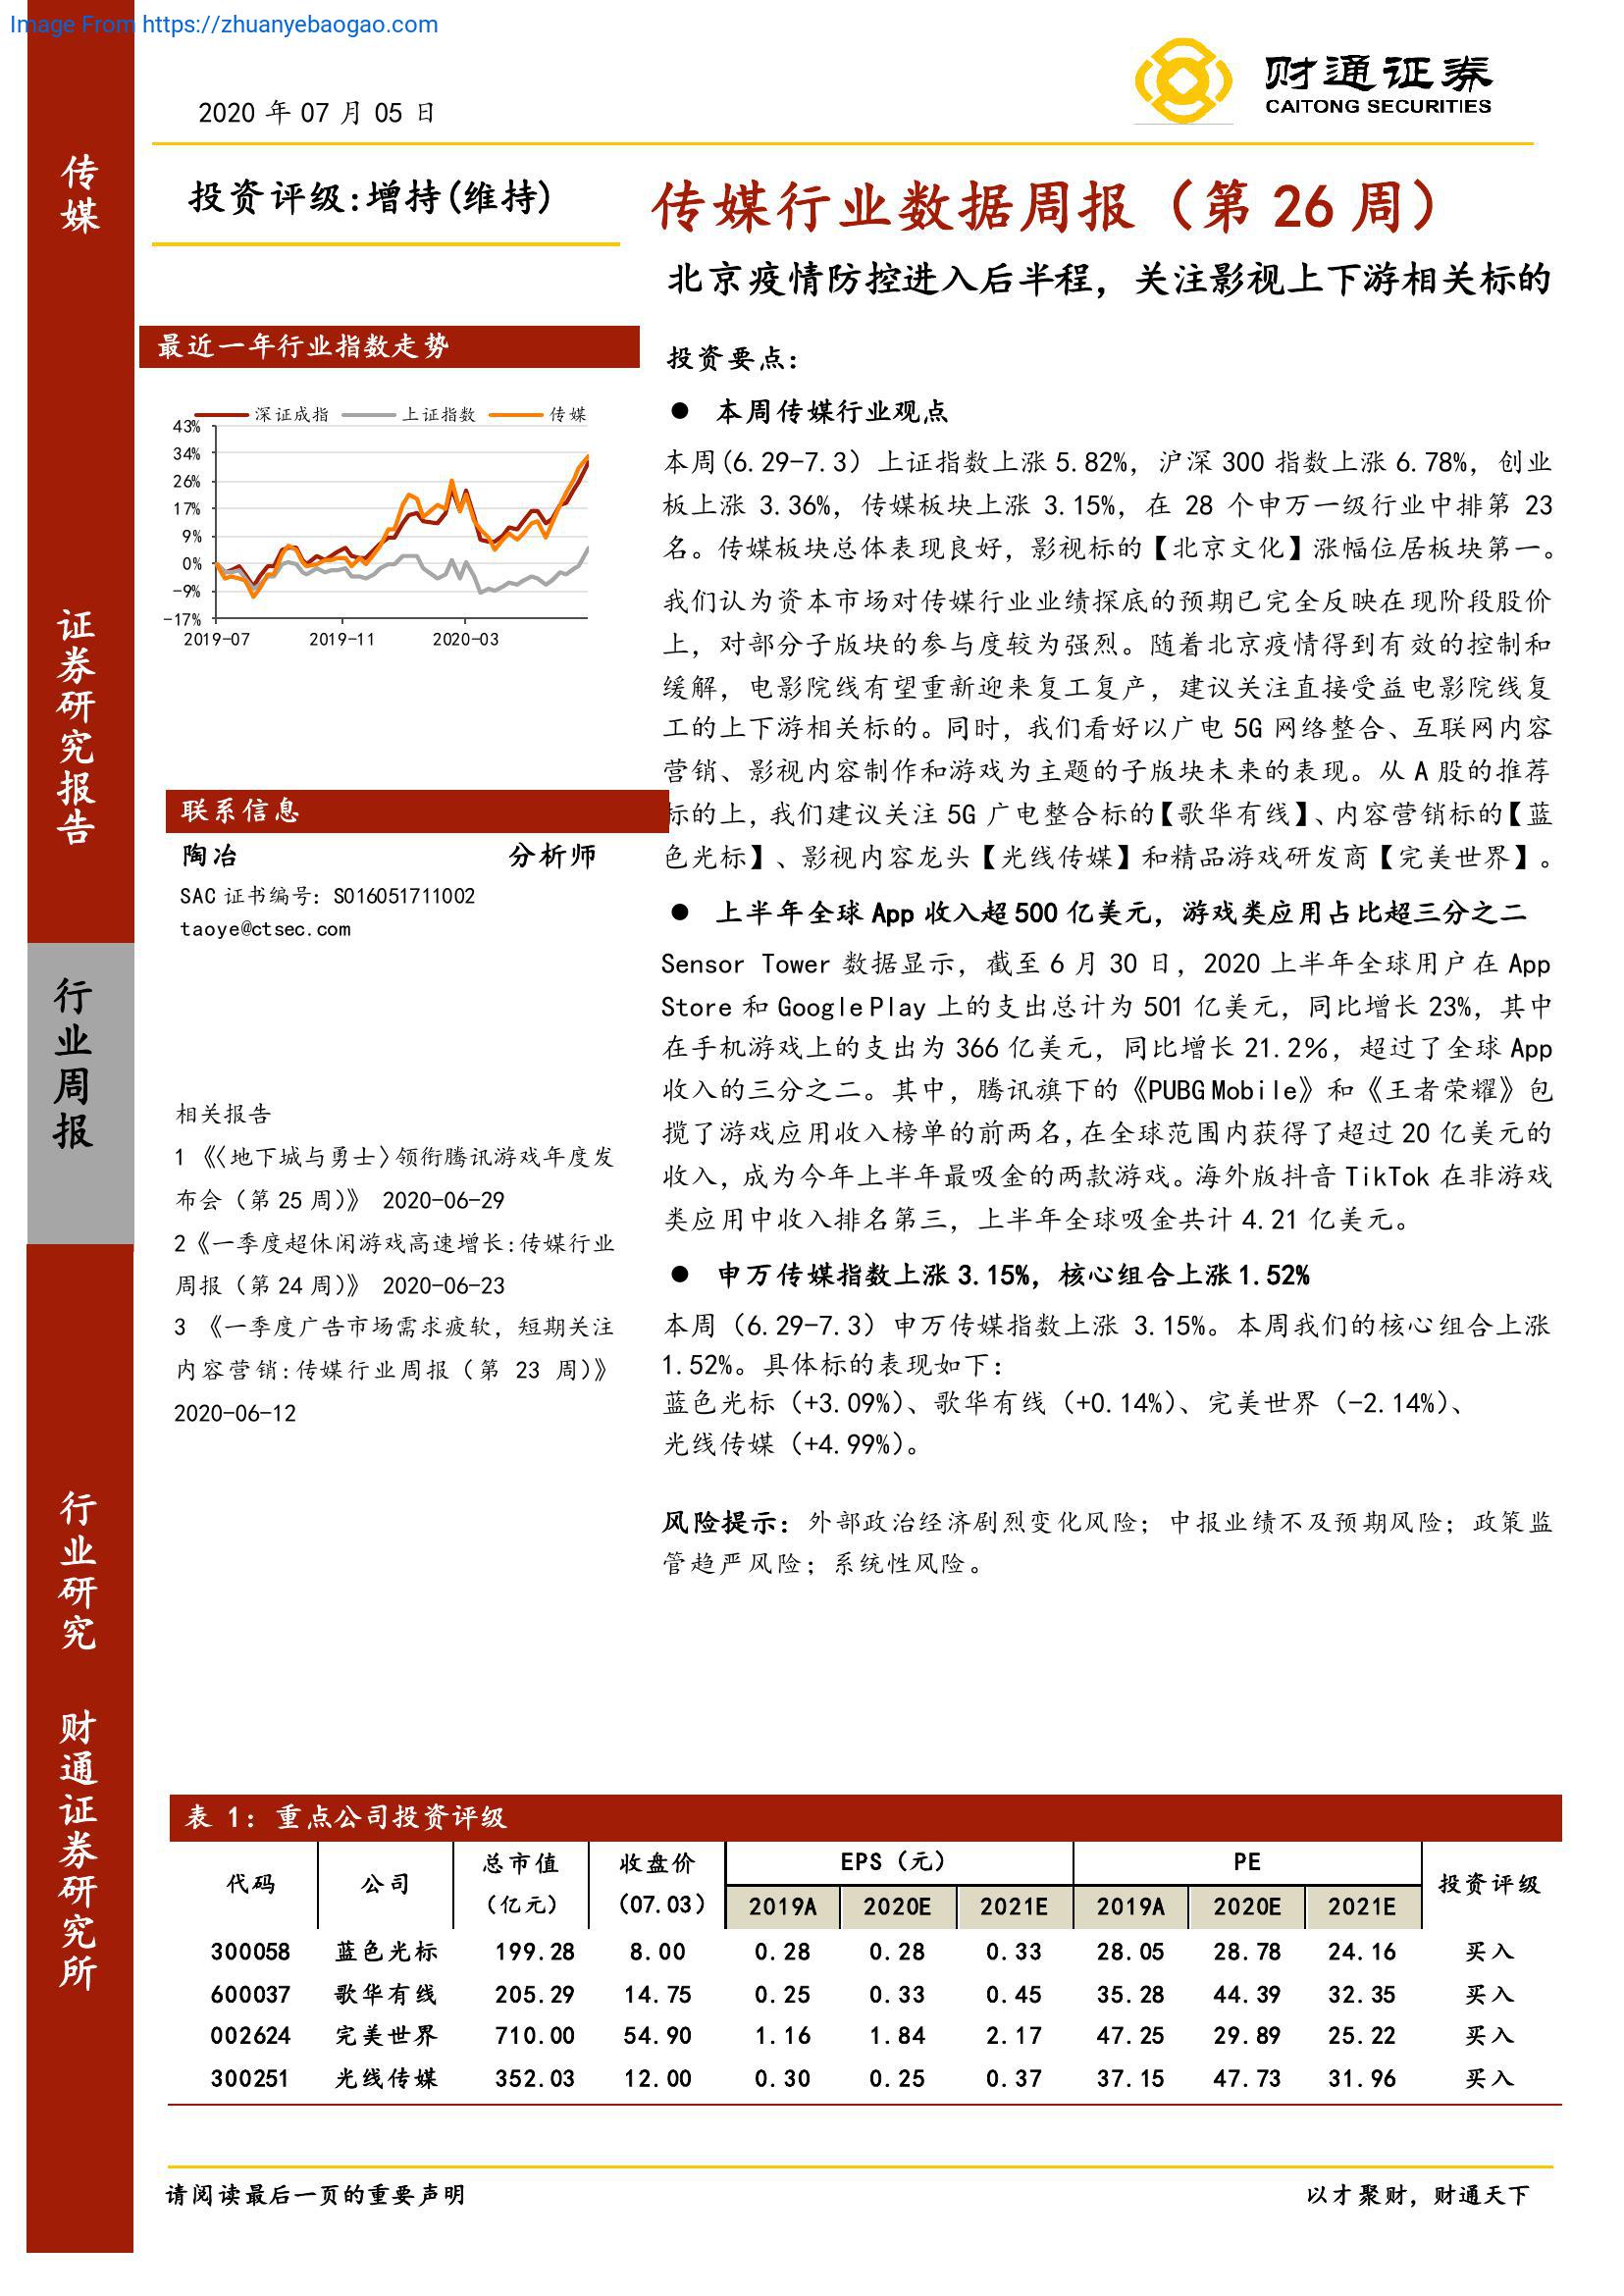 Image From https://zhuanyebaogao.com
财通证券
CAITONG SECURITIES
2020 年 07 月 05 日
传媒
证券研究报告
行业周报
行业研究
财通证券研究所
投资评级:增持(维持)
传媒行业数据周报（第 26 周）
北京疫情防控进入后半程，关注影视上下游相关标的
最近一年行业指数走势
深证成指 上证指数 传媒
43%
34%
26%
17%
9%
0%
-9%
-17%
2019-07 2019-11 2020-03
联系信息
陶冶 分析师
SAC 证书编号：S016051711002
taoye@ctsec.com
相关报告
1 《〈地下城与勇士〉领衔腾讯游戏年度发
布会（第 25 周）》 2020-06-29
2《一季度超休闲游戏高速增长:传媒行业
周报（第 24 周）》 2020-06-23
3 《一季度广告市场需求疲软，短期关注
内容营销:传媒行业周报（第 23 周）》
2020-06-12
投资要点：
● 本周传媒行业观点
本周(6.29-7.3）上证指数上涨 5.82%，沪深 300 指数上涨 6.78%，创业
板上涨 3.36%，传媒板块上涨 3.15%，在 28 个申万一级行业中排第 23
名。传媒板块总体表现良好，影视标的【北京文化】涨幅位居板块第一。
我们认为资本市场对传媒行业业绩探底的预期已完全反映在现阶段股价
上，对部分子版块的参与度较为强烈。随着北京疫情得到有效的控制和
缓解，电影院线有望重新迎来复工复产，建议关注直接受益电影院线复
工的上下游相关标的。同时，我们看好以广电 5G 网络整合、互联网内容
营销、影视内容制作和游戏为主题的子版块未来的表现。从 A 股的推荐
标的上，我们建议关注 5G 广电整合标的【歌华有线】、内容营销标的【蓝
色光标】、影视内容龙头【光线传媒】和精品游戏研发商【完美世界】。
● 上半年全球 App 收入超 500 亿美元，游戏类应用占比超三分之二
Sensor Tower 数据显示，截至 6 月 30 日，2020 上半年全球用户在 App
Store 和 Google Play 上的支出总计为 501 亿美元，同比增长 23%，其中
在手机游戏上的支出为 366 亿美元，同比增长 21.2%，超过了全球 App
收入的三分之二。其中，腾讯旗下的《PUBG Mobile》和《王者荣耀》包
揽了游戏应用收入榜单的前两名,在全球范围内获得了超过 20 亿美元的
收入，成为今年上半年最吸金的两款游戏。海外版抖音 TikTok 在非游戏
类应用中收入排名第三，上半年全球吸金共计 4.21 亿美元。
● 申万传媒指数上涨 3.15%，核心组合上涨 1.52%
本周（6.29-7.3）申万传媒指数上涨 3.15%。本周我们的核心组合上涨
1.52%。具体标的表现如下：
蓝色光标（+3.09%）、歌华有线（+0.14%）、完美世界（-2.14%）、
光线传媒（+4.99%）。
风险提示：外部政治经济剧烈变化风险；中报业绩不及预期风险；政策监
管趋严风险；系统性风险。
表 1：重点公司投资评级
代码 公司 总市值（亿元） 收盘价（07.03） EPS（元） PE 投资评级
2019A 2020E 2021E 2019A 2020E 2021E
300058 蓝色光标 199.28 8.00 0.28 0.28 0.33 28.05 28.78 24.16 买入
600037 歌华有线 205.29 14.75 0.25 0.33 0.45 35.28 44.39 32.35 买入
002624 完美世界 710.00 54.90 1.16 1.84 2.17 47.25 29.89 25.22 买入
300251 光线传媒 352.03 12.00 0.30 0.25 0.37 37.15 47.73 31.96 买入
请阅读最后一页的重要声明 以才聚财，财通天下